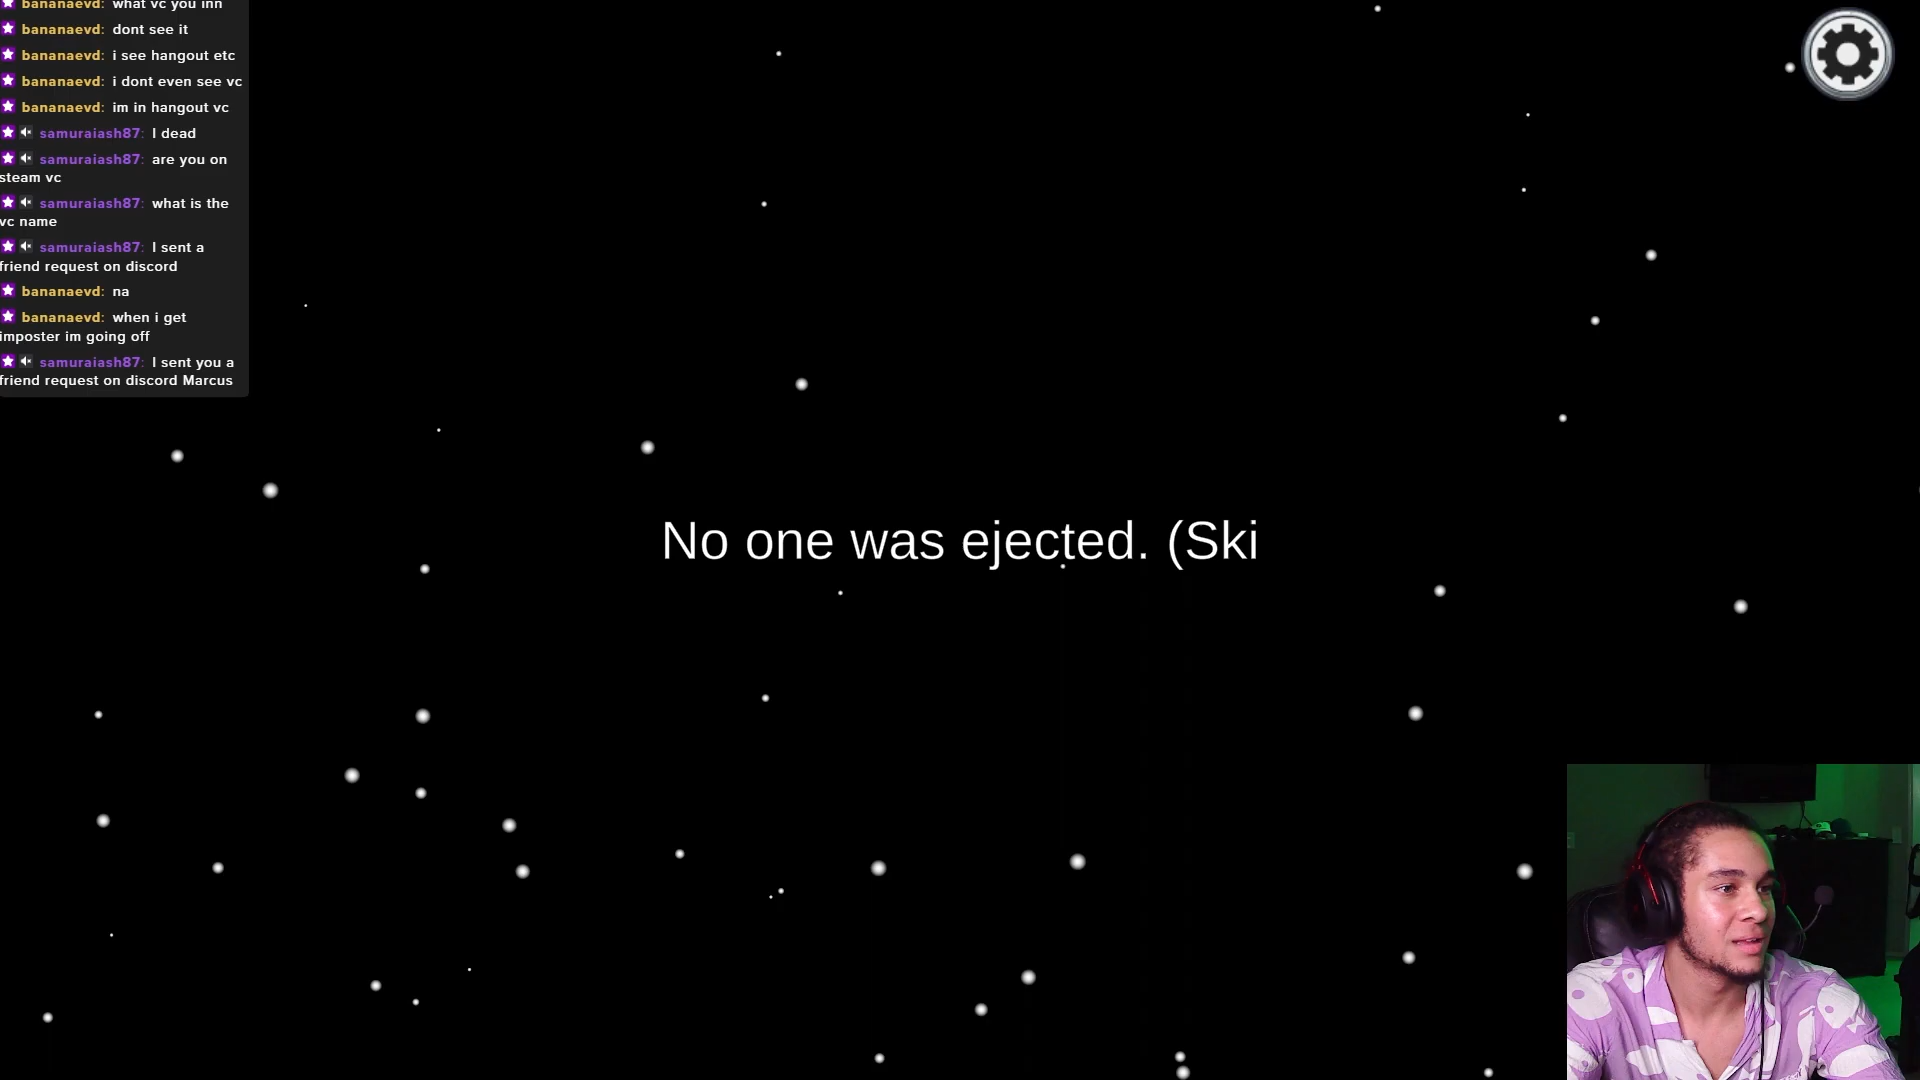 bananaevd: what vc you inn
bananaevd: dont see it
bananaevd: i see hangout etc
bananaevd: i dont even see vc
bananaevd: im in hangout vc
samuraiash87: I dead
samuraiash87: are you on
steam vc
samuraiash87: what is the
vc name
samuraiash87: I sent a
friend request on discord
bananaevd: na
bananaevd: when i get
imposter im going off
samuraiash87: I sent you a
friend request on discord Marcus
No one was ejected. (Ski